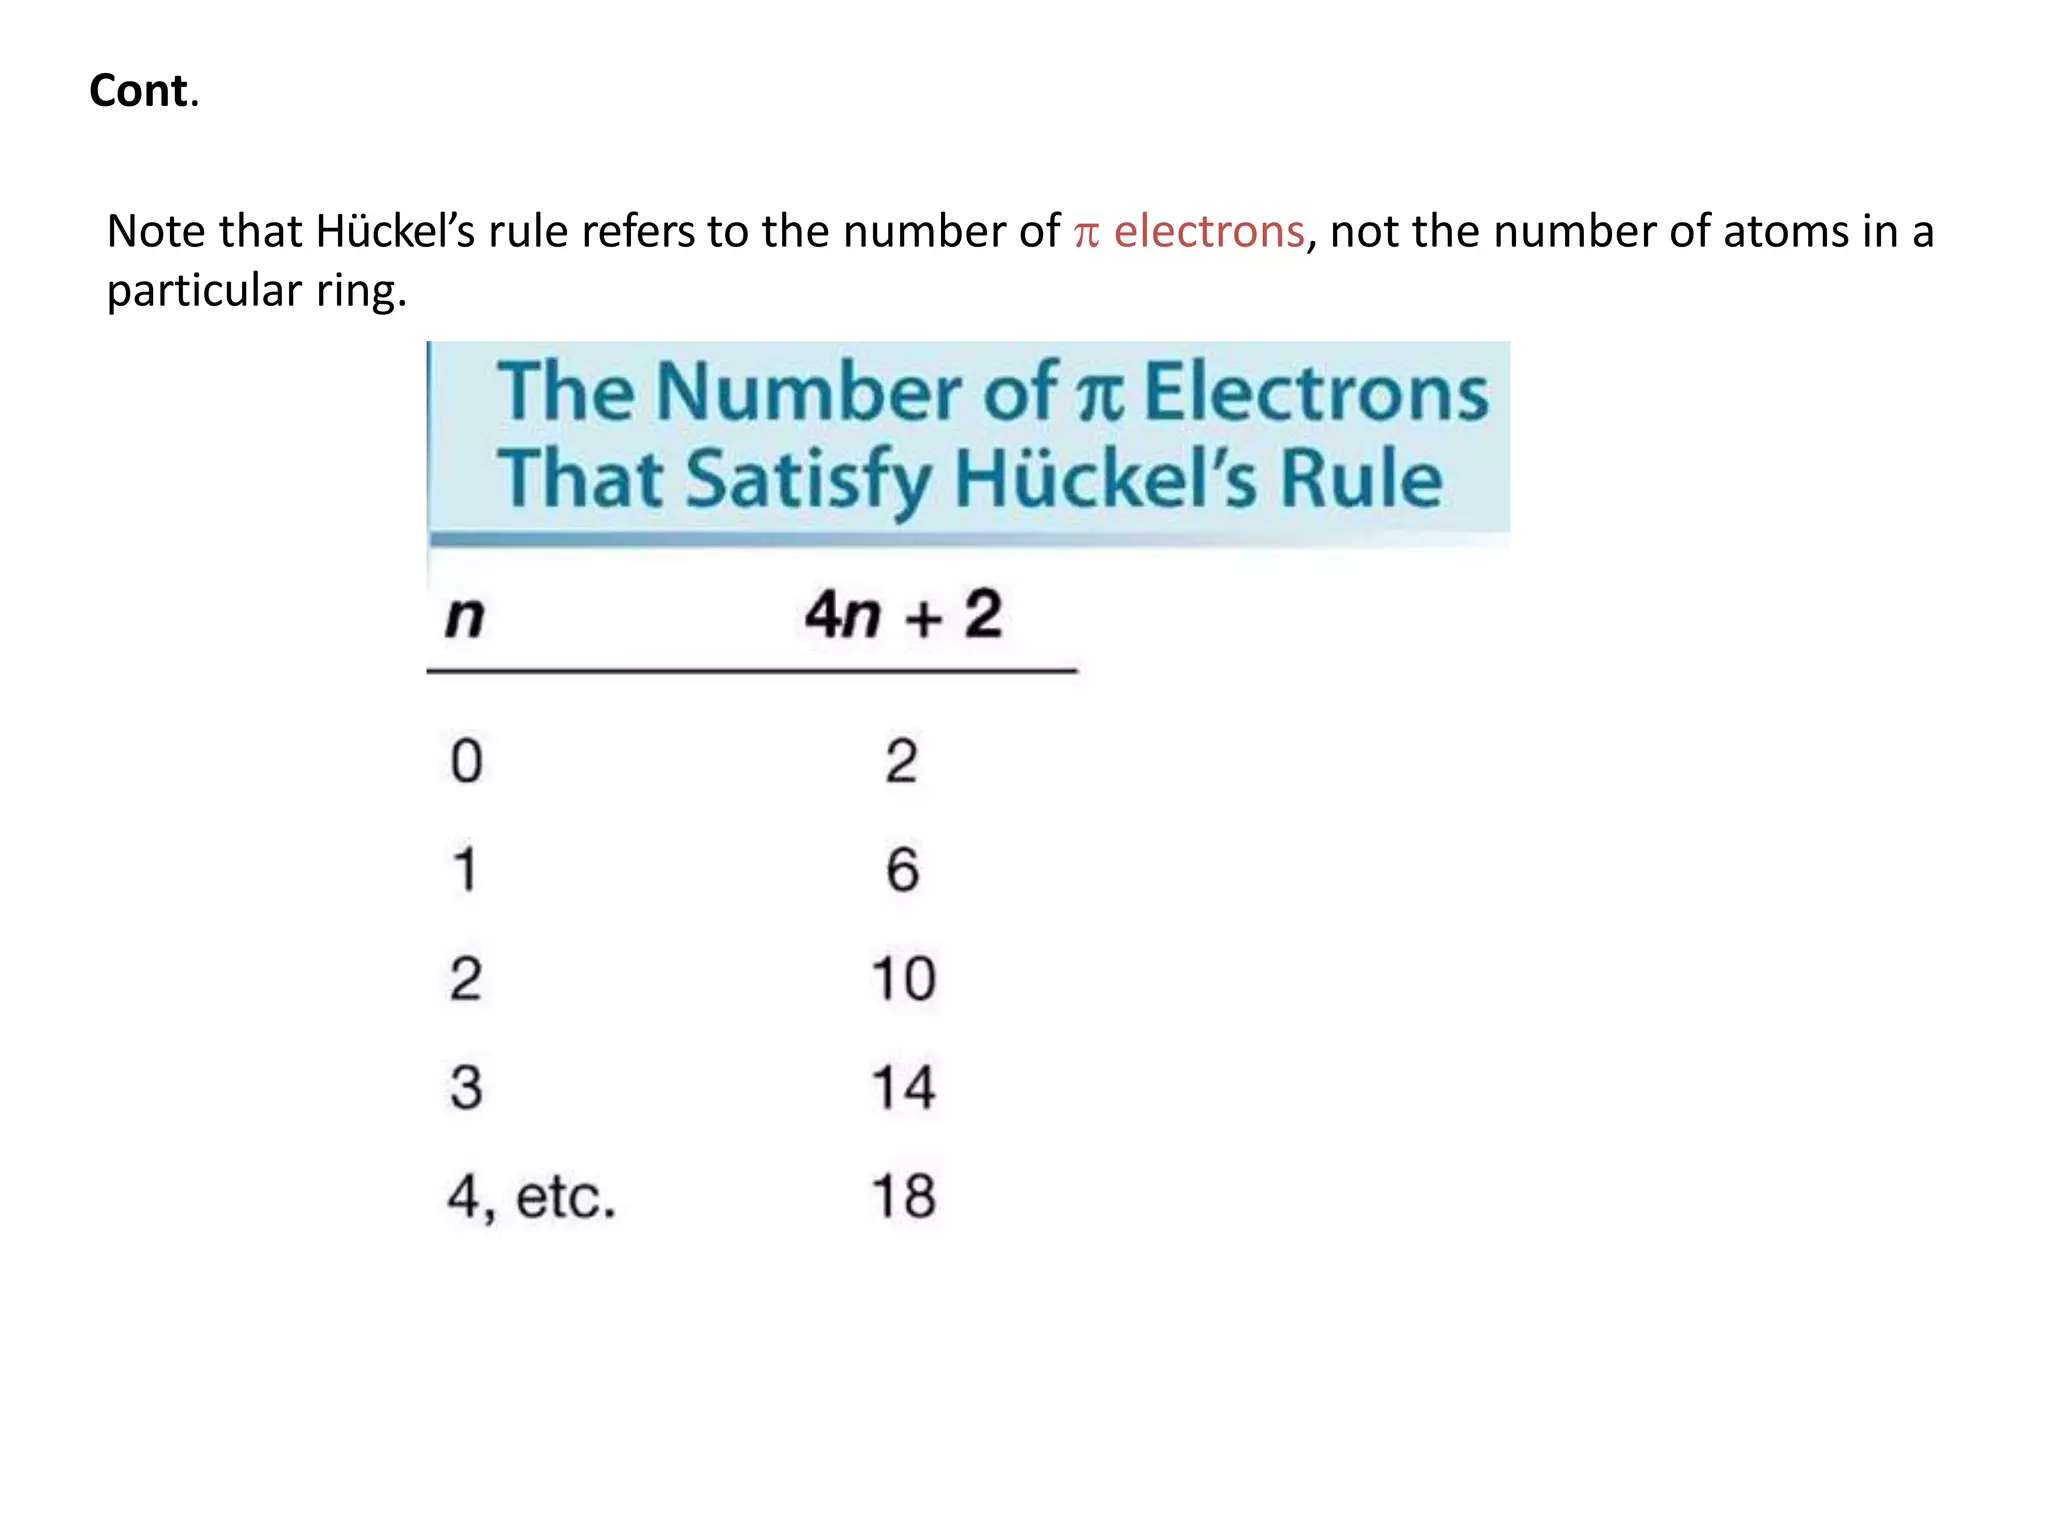 Cont.
Note that Hückel’s rule refers to the number of π electrons, not the number of atoms in a
particular ring.
The Number of π Electrons
That Satisfy Hückel’s Rule
n 4n + 2
0 2
1 6
2 10
3 14
4, etc. 18